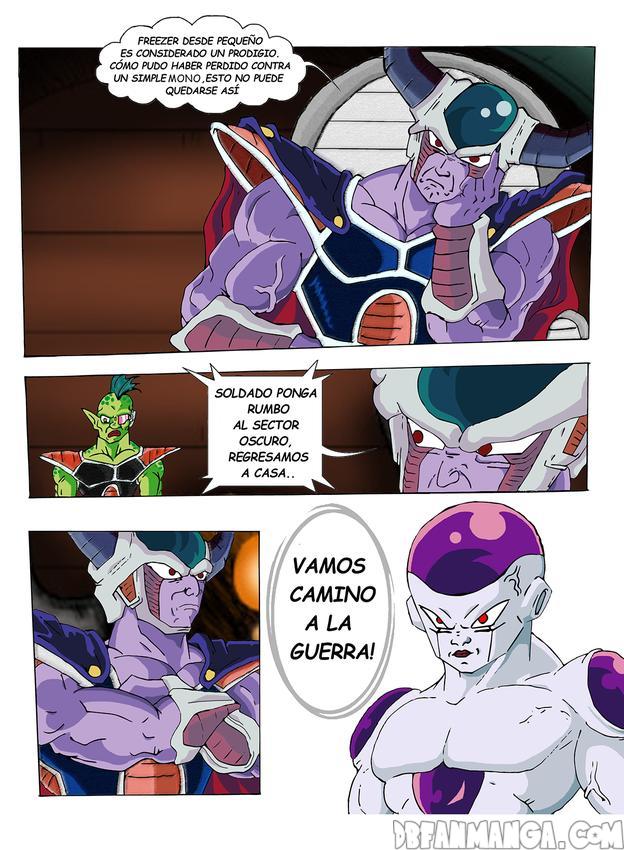 FREEZER DESDE PEQUEÑO
ES CONSIDERADO UN PRODIGIO.
CÓMO PUDO HABER PERDIDO CONTRA
UN SIMPLE MONO, ESTO NO PUEDE
QUEDARSE ASÍ
SOLDADO PONGA
RUMBO
AL SECTOR
OSCURO,
REGRESAMOS
A CASA..
VAMOS
CAMINO
A LA
GUERRA!
DBFANMANGA.COM